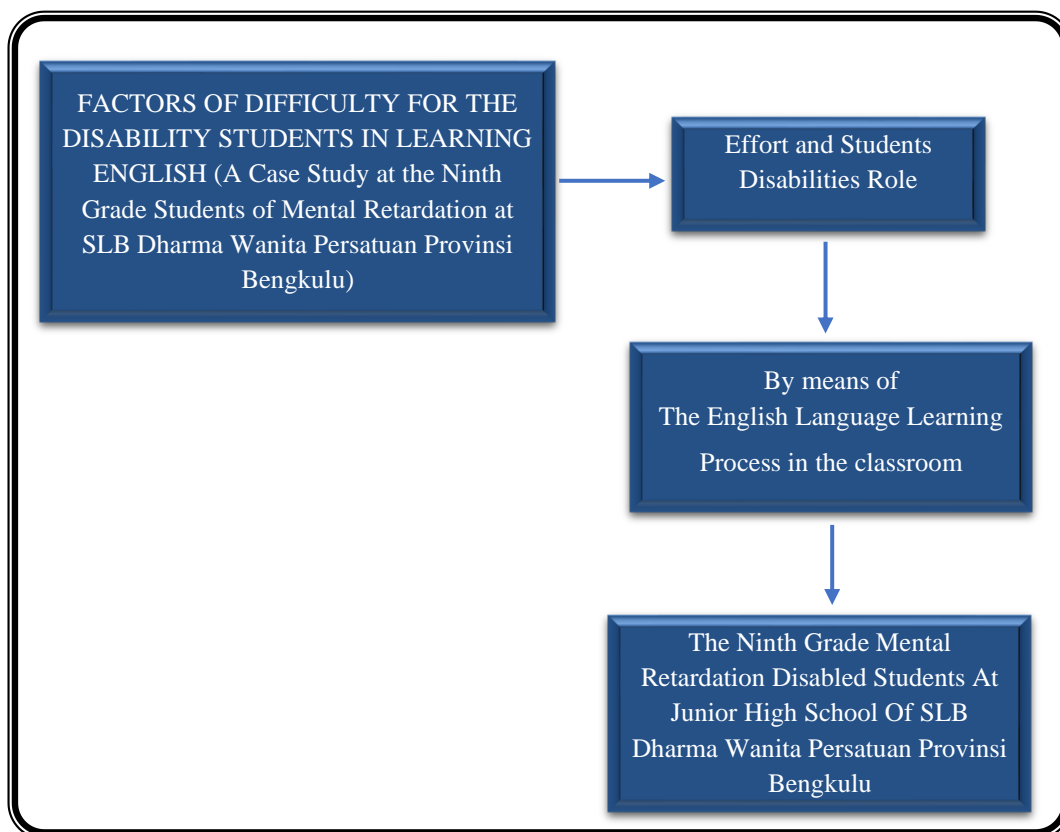 FACTORS OF DIFFICULTY FOR THE
DISABILITY STUDENTS IN LEARNING
ENGLISH (A Case Study at the Ninth
Grade Students of Mental Retardation at
SLB Dharma Wanita Persatuan Provinsi
Bengkulu)
Effort and Students
Disabilities Role
By means of
The English Language Learning
Process in the classroom
The Ninth Grade Mental
Retardation Disabled Students At
Junior High School Of SLB
Dharma Wanita Persatuan Provinsi
Bengkulu